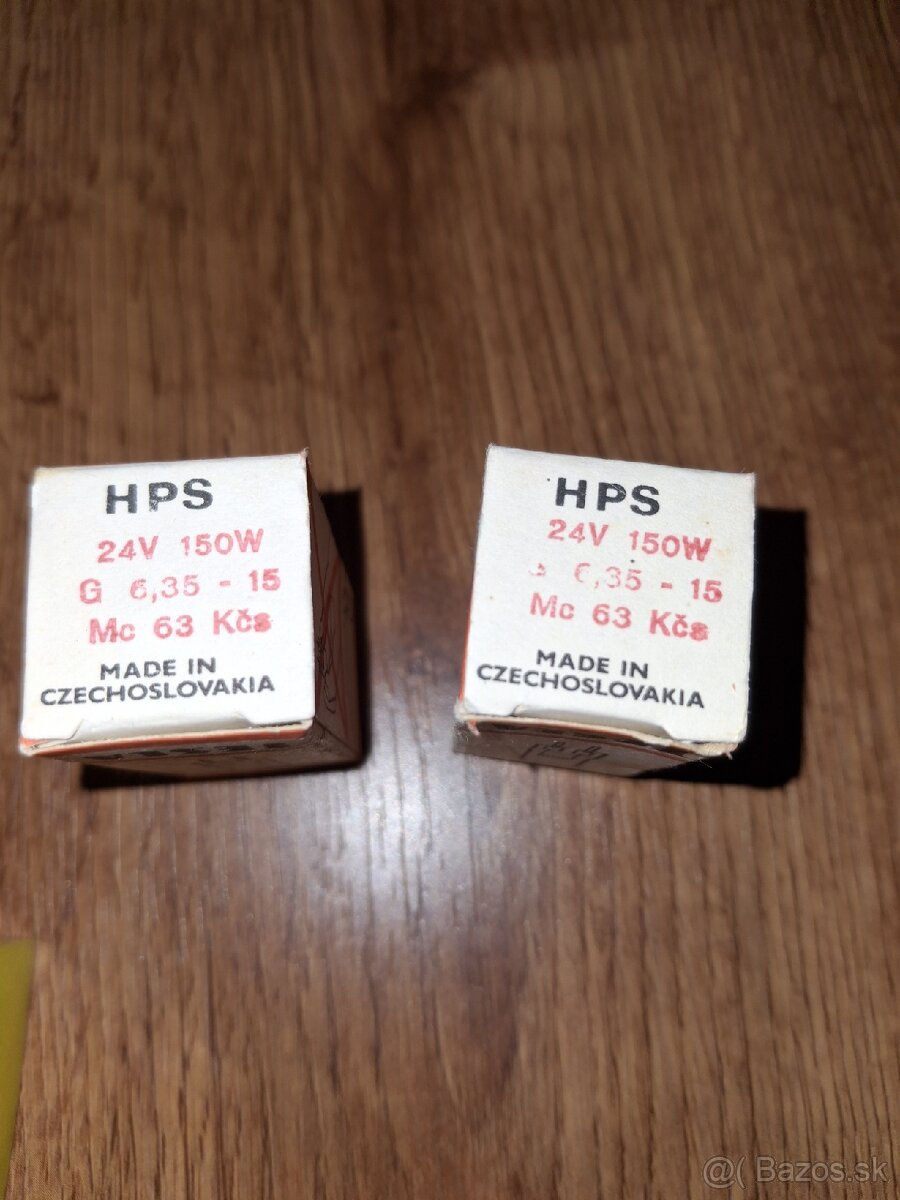 HPS
24V 150W
G 6,35 - 15
Mc 63 Kčs
MADE IN
CZECHOSLOVAKIA
HPS
24V 150W
6,35 - 15
Mc 63 Kčs
MADE IN
CZECHOSLOVAKIA
@( Bazos.sk